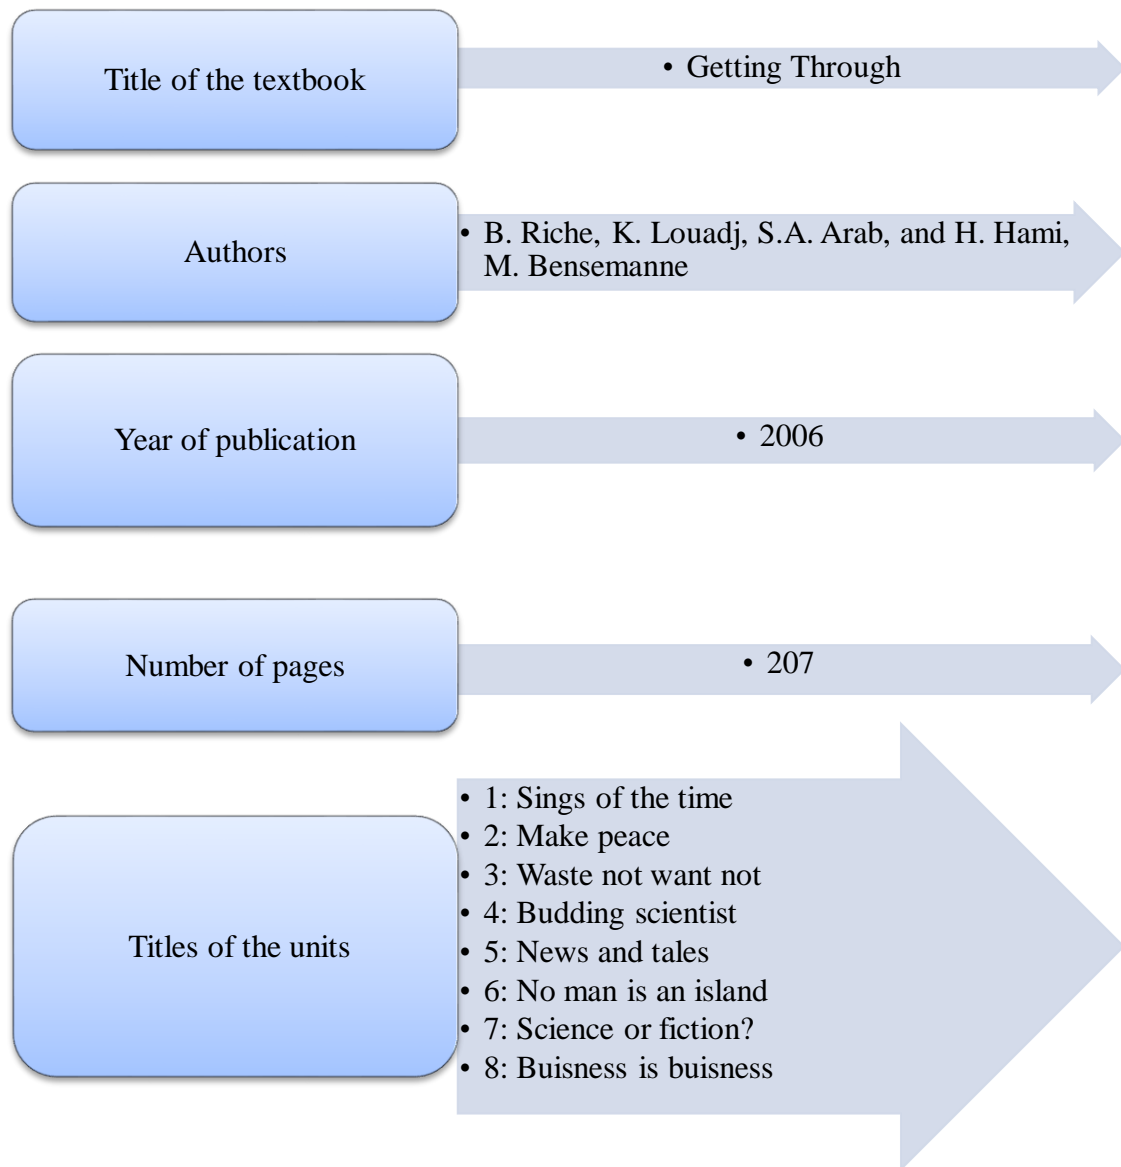 Title of the textbook
• Getting Through
Authors
• B. Riche, K. Louadj, S.A. Arab, and H. Hami,
M. Bensemanne
Year of publication
• 2006
Number of pages
• 207
Titles of the units
• 1: Sings of the time
• 2: Make peace
• 3: Waste not want not
• 4: Budding scientist
• 5: News and tales
• 6: No man is an island
• 7: Science or fiction?
• 8: Buisness is buisness